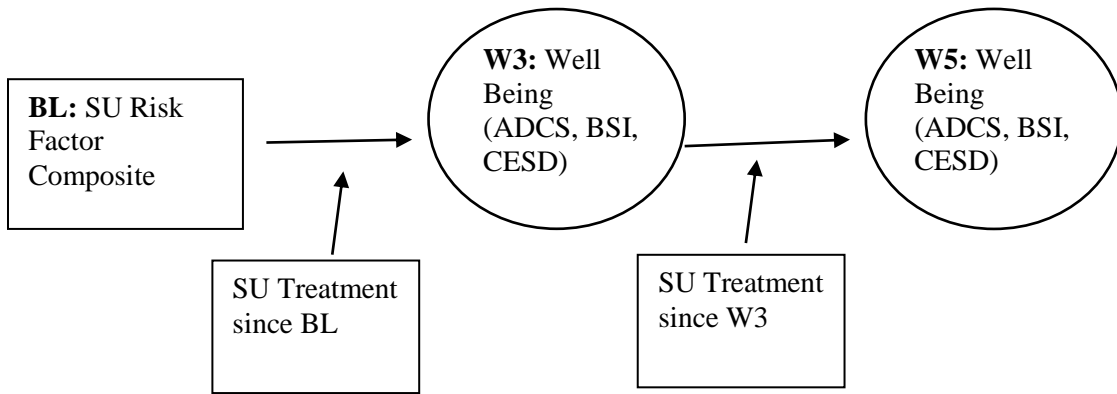 BL: SU Risk
Factor
Composite
W3: Well
Being
(ADCS, BSI,
CESD)
W5: Well
Being
(ADCS, BSI,
CESD)
SU Treatment
since BL
SU Treatment
since W3